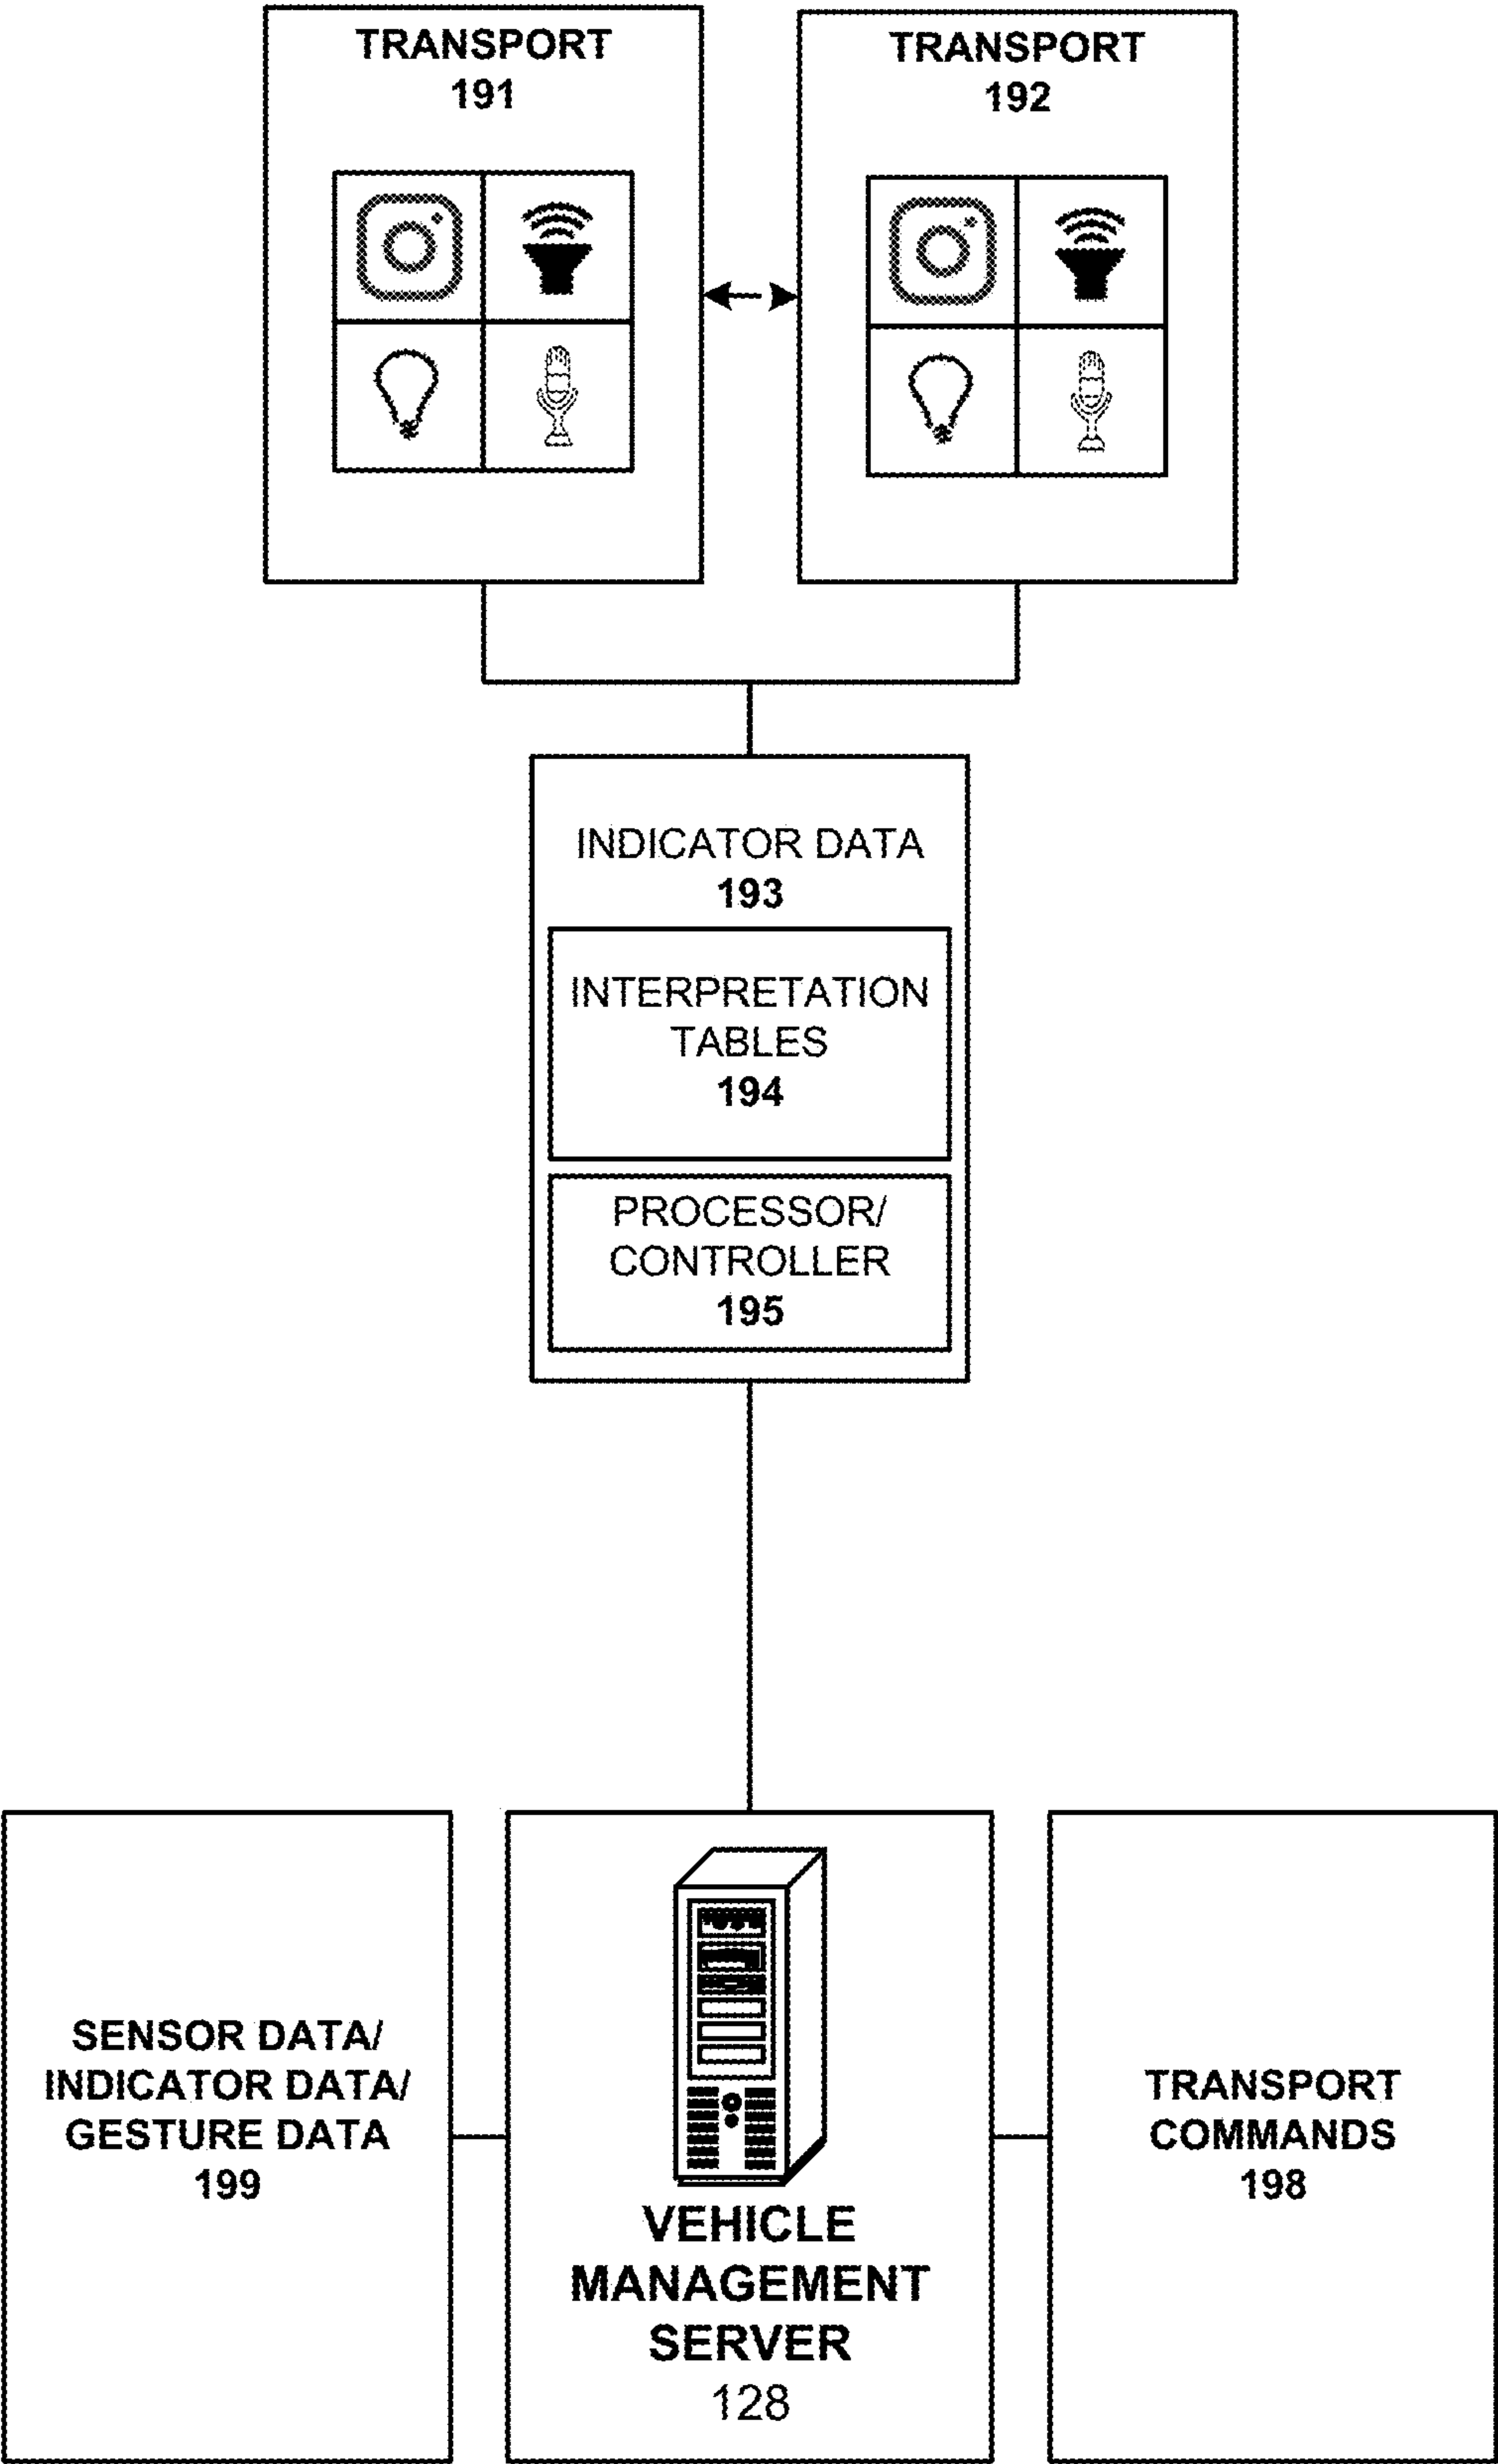 TRANSPORT
191
TRANSPORT
192
INDICATOR DATA
193
INTERPRETATION
TABLES
194
PROCESSOR/
CONTROLLER
195
SENSOR DATA/
INDICATOR DATA/
GESTURE DATA
199
VEHICLE
MANAGEMENT
SERVER
128
TRANSPORT
COMMANDS
198